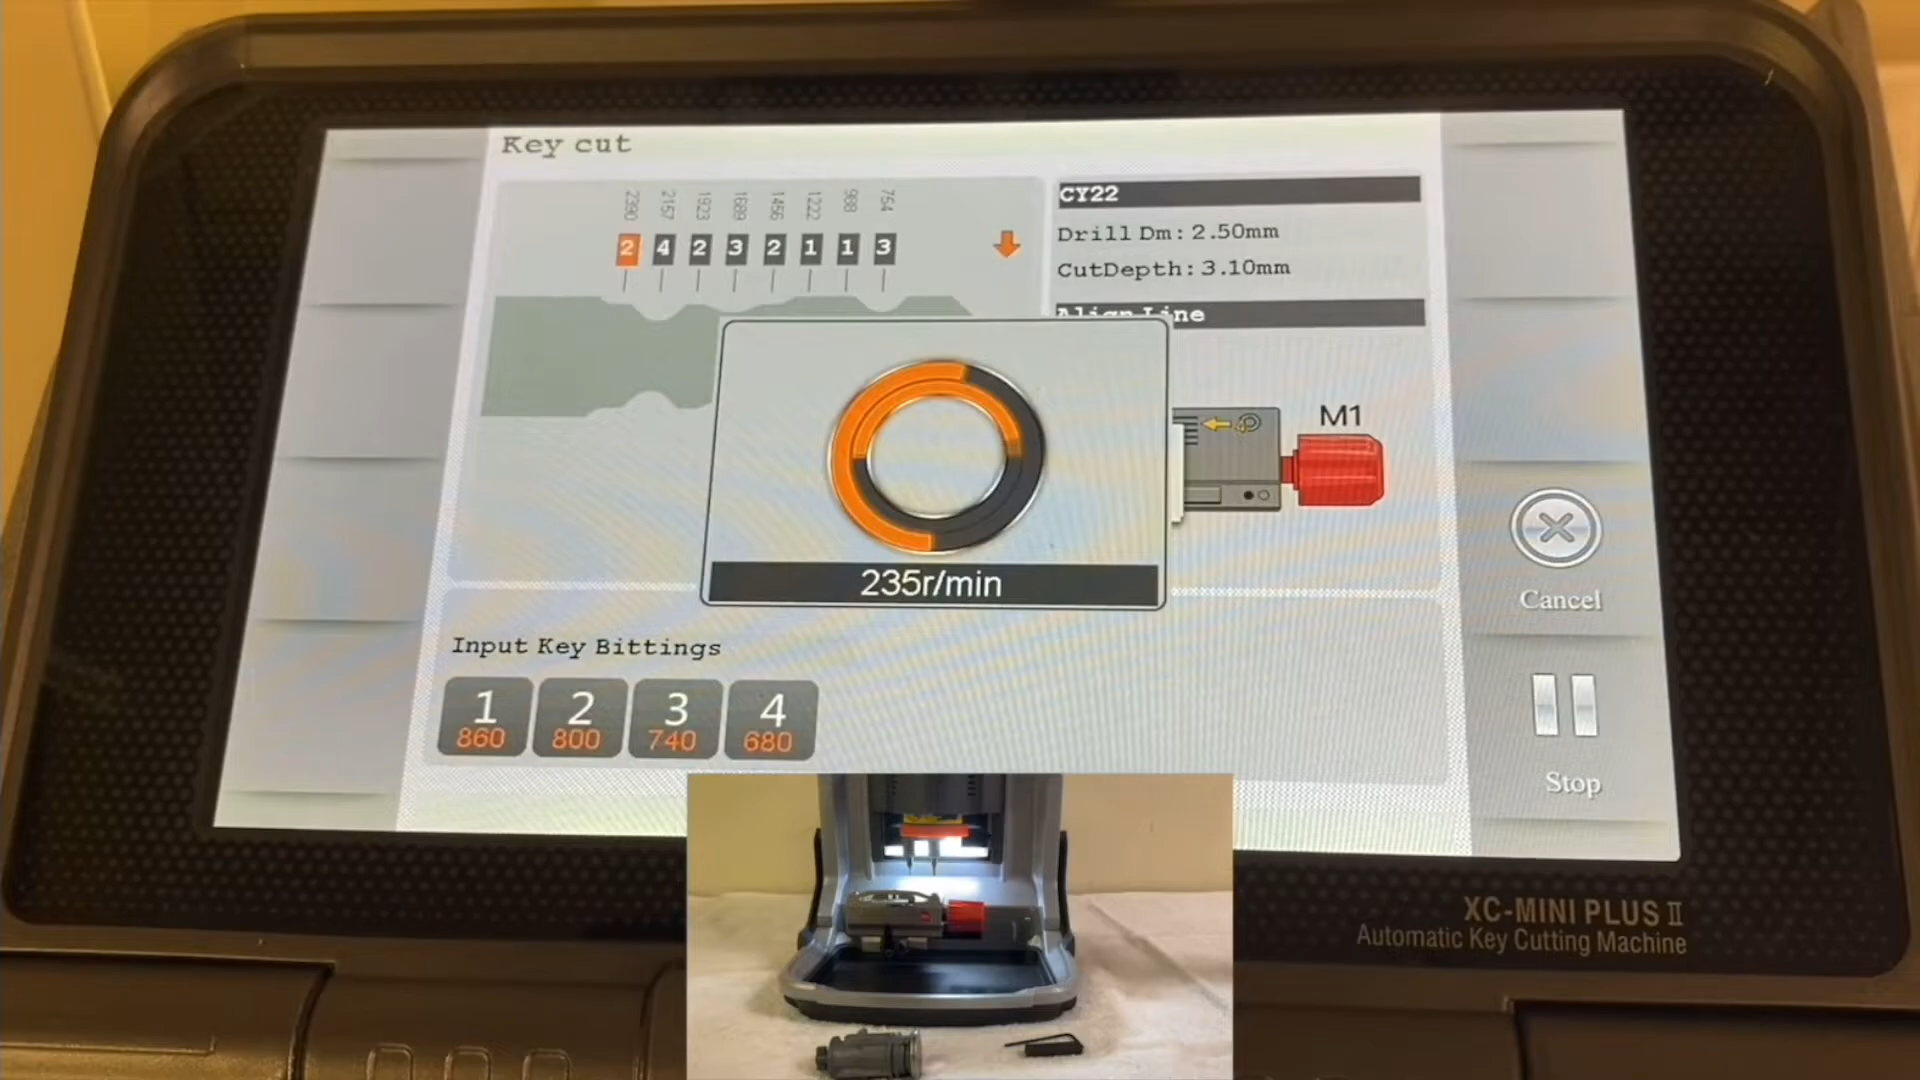 Key cut
2390 2157 1923 1689 1456 1222 988 754
2 4 2 3 2 1 1 3
CY22
Drill Dm: 2.50mm
CutDepth: 3.10mm
Align Line
M1
235r/min
Cancel
Input Key Bittings
1 2 3 4
860 800 740 680
Stop
XC-MINI PLUS II
Automatic Key Cutting Machine